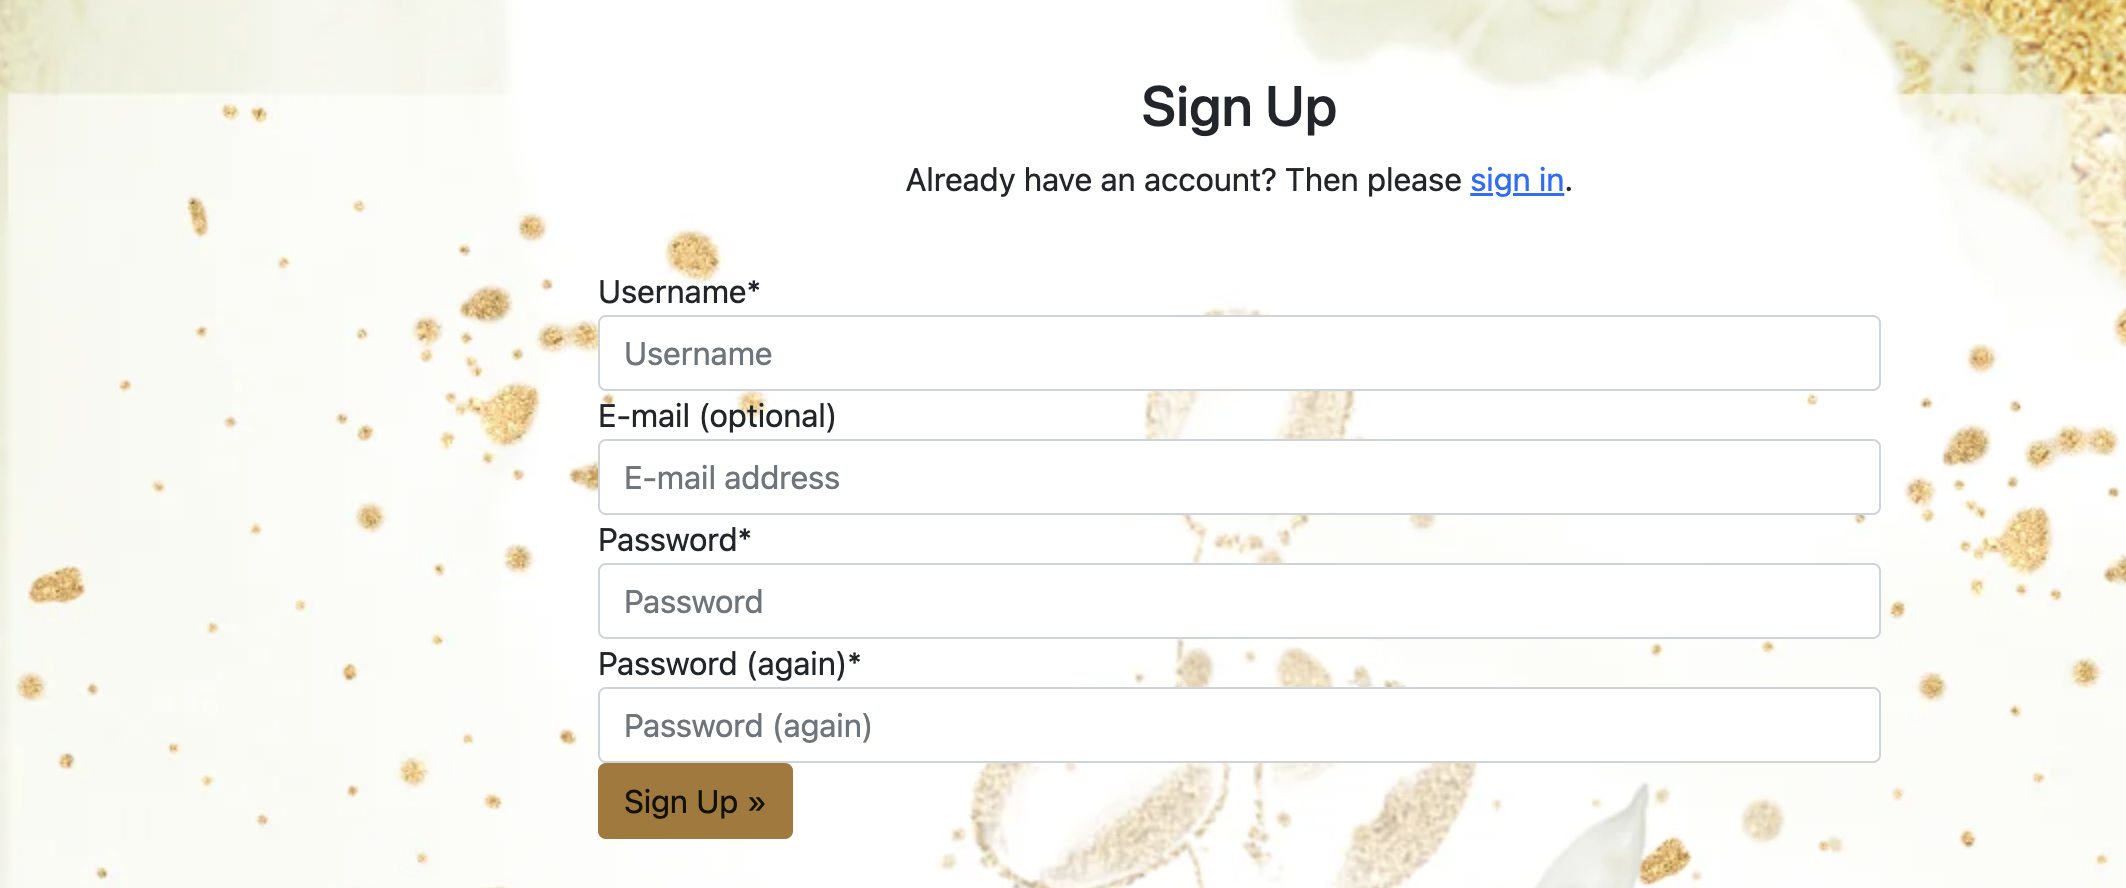 Sign Up
Already have an account? Then please sign in.
Username*
Username
E-mail (optional)
E-mail address
Password*
Password
Password (again)*
Password (again)
Sign Up »